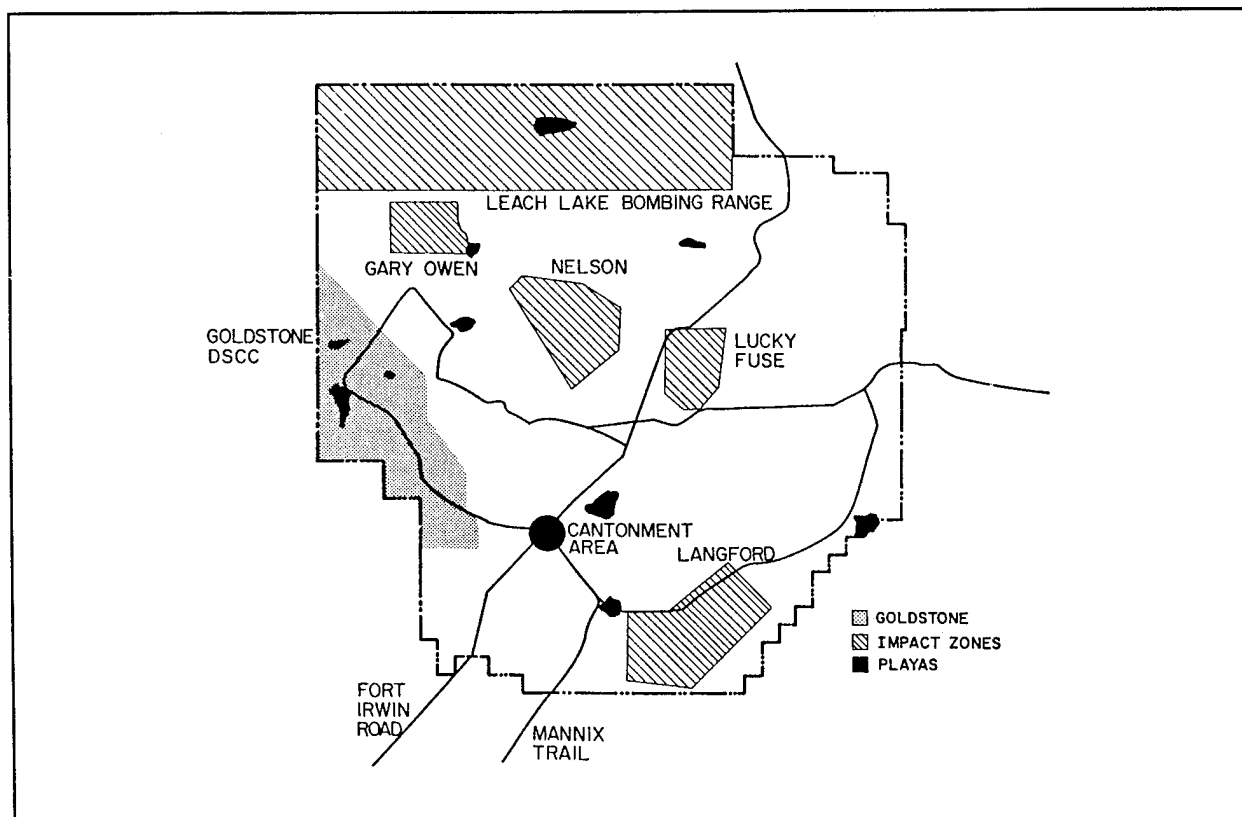 LEACH LAKE BOMBING RANGE
GARY OWEN
NELSON
GOLDSTONE
DSCC
LUCKY
FUSE
CANTONMENT
AREA
LANGFORD
GOLDSTONE
IMPACT ZONES
PLAYAS
FORT
IRWIN
ROAD
MANNIX
TRAIL